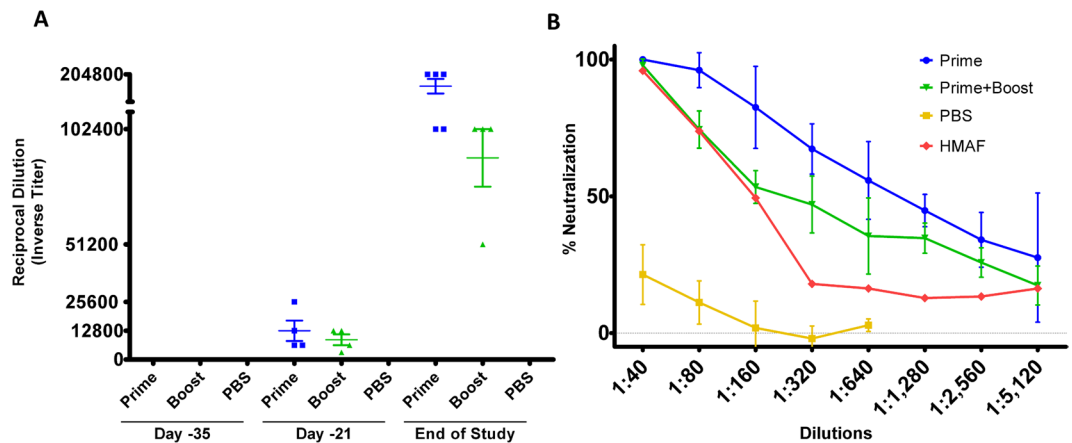 A
Reciprocal Dilution
(Inverse Titer)
204800
102400
51200
25600
12800
0
Prime
Boost
PBS
Prime
Boost
PBS
Prime
Boost
PBS
Day -35
Day -21
End of Study
B
% Neutralization
100
50
0
Prime
Prime+Boost
PBS
HMAF
1:40
1:80
1:160
1:320
1:640
1:1,280
1:2,560
1:5,120
Dilutions